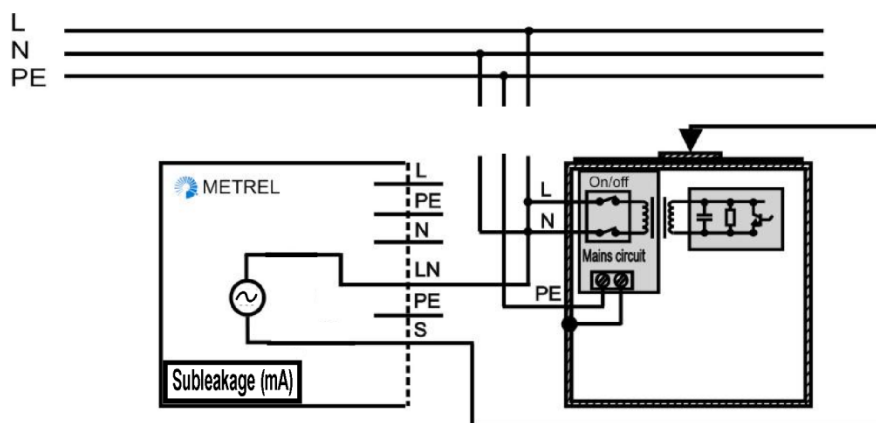 L
N
PE
METREL
L
PE
N
LN
PE
S
Subleakage (mA)
L
N
PE
On/off
Mains circuit